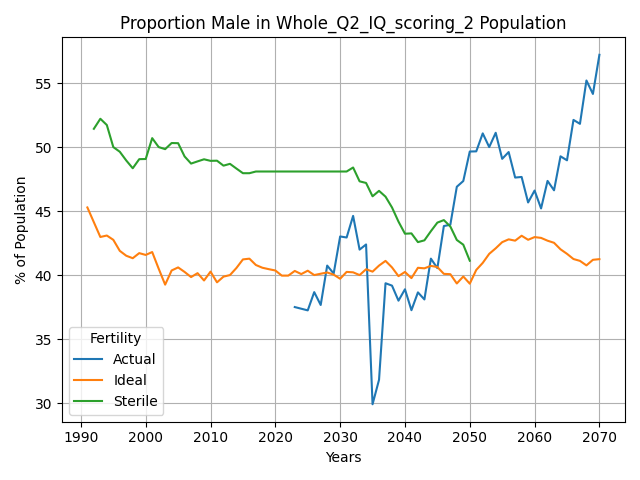 Proportion Male in Whole_Q2_IQ_scoring_2 Population
% of Population
55
50
45
40
35
30
Fertility
Actual
Ideal
Sterile
1990 2000 2010 2020 2030 2040 2050 2060 2070
Years